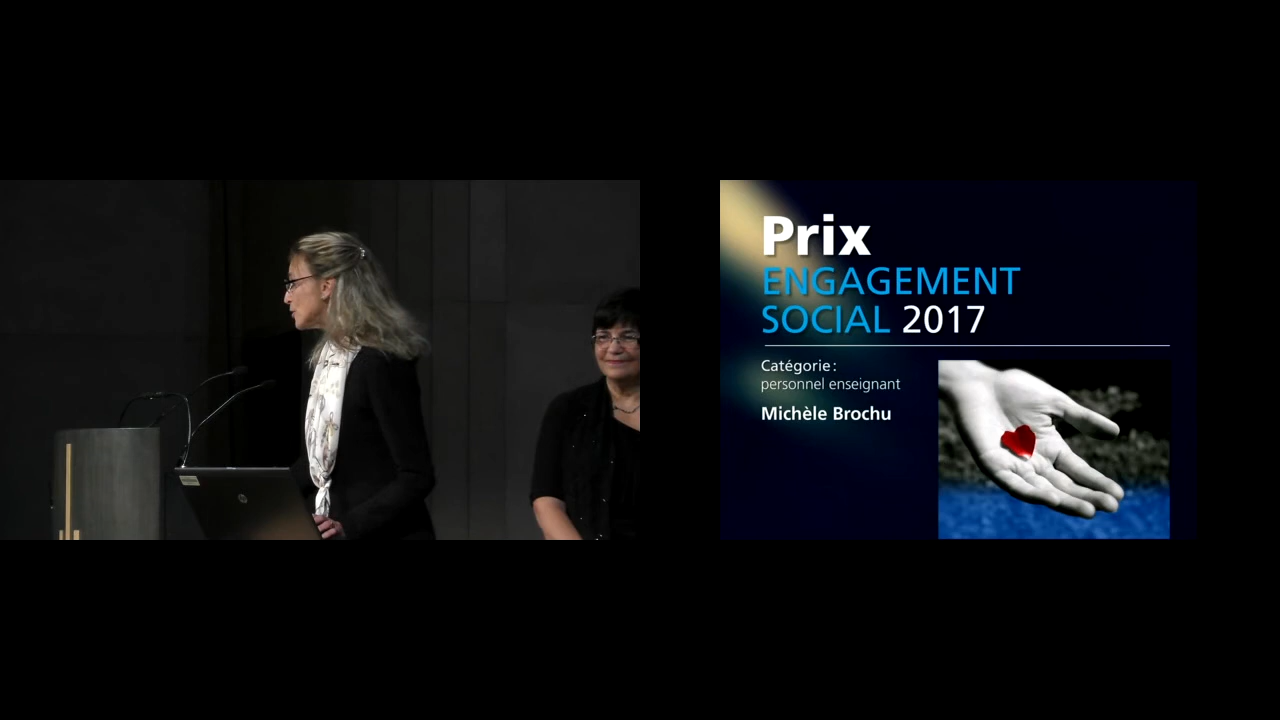 Prix
ENGAGEMENT
SOCIAL 2017
Catégorie :
personnel enseignant
Michèle Brochu